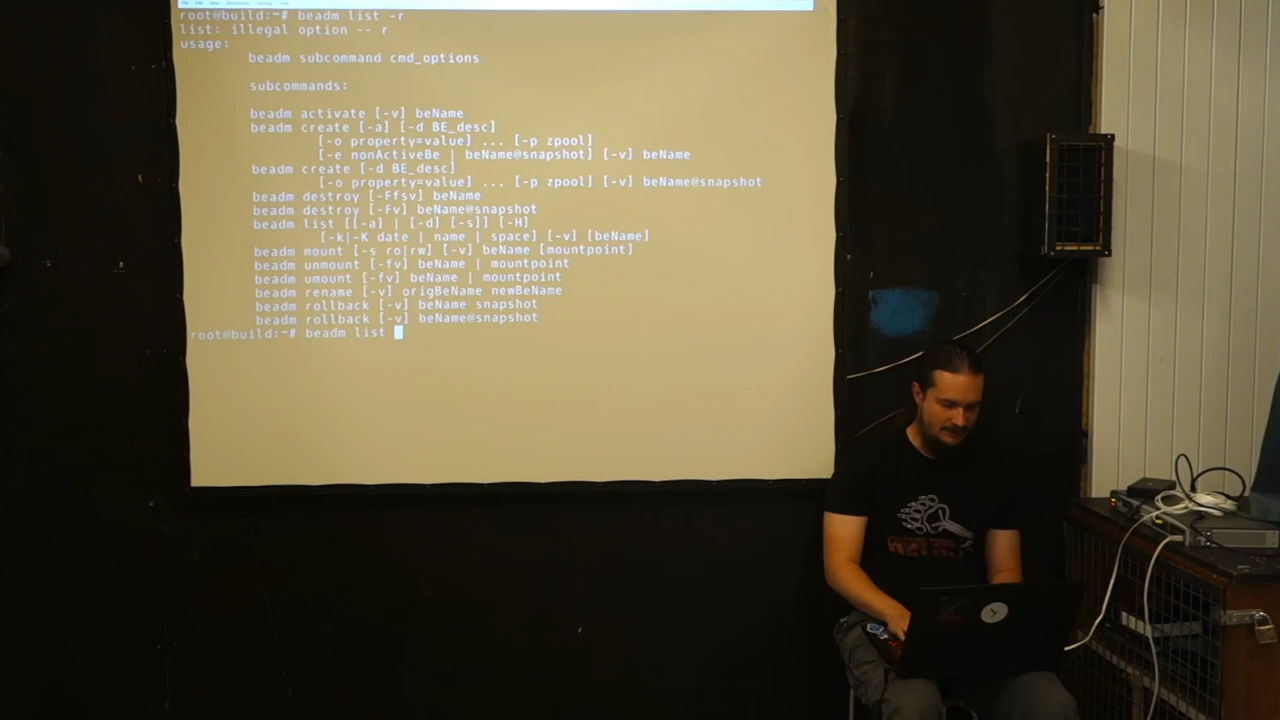 root@build:~# beadm list -r
list: illegal option -- r
usage:
beadm subcommand cmd_options
subcommands:
beadm activate [-v] beName
beadm create [-a] [-d BE_desc]
[-o property=value] ... [-p zpool]
[-e nonActiveBe | beName@snapshot] [-v] beName
beadm create [-d BE_desc]
[-o property=value] ... [-p zpool] [-v] beName@snapshot
beadm destroy [-Ffsv] beName
beadm destroy [-Fv] beName@snapshot
beadm list [[-a] | [-d] [-s]] [-H]
[-k|-K date | name | space] [-v] [beName]
beadm mount [-s ro|rw] [-v] beName [mountpoint]
beadm unmount [-fv] beName | mountpoint
beadm umount [-fv] beName | mountpoint
beadm rename [-v] origBeName newBeName
beadm rollback [-v] beName snapshot
beadm rollback [-v] beName@snapshot
root@build:~# beadm list